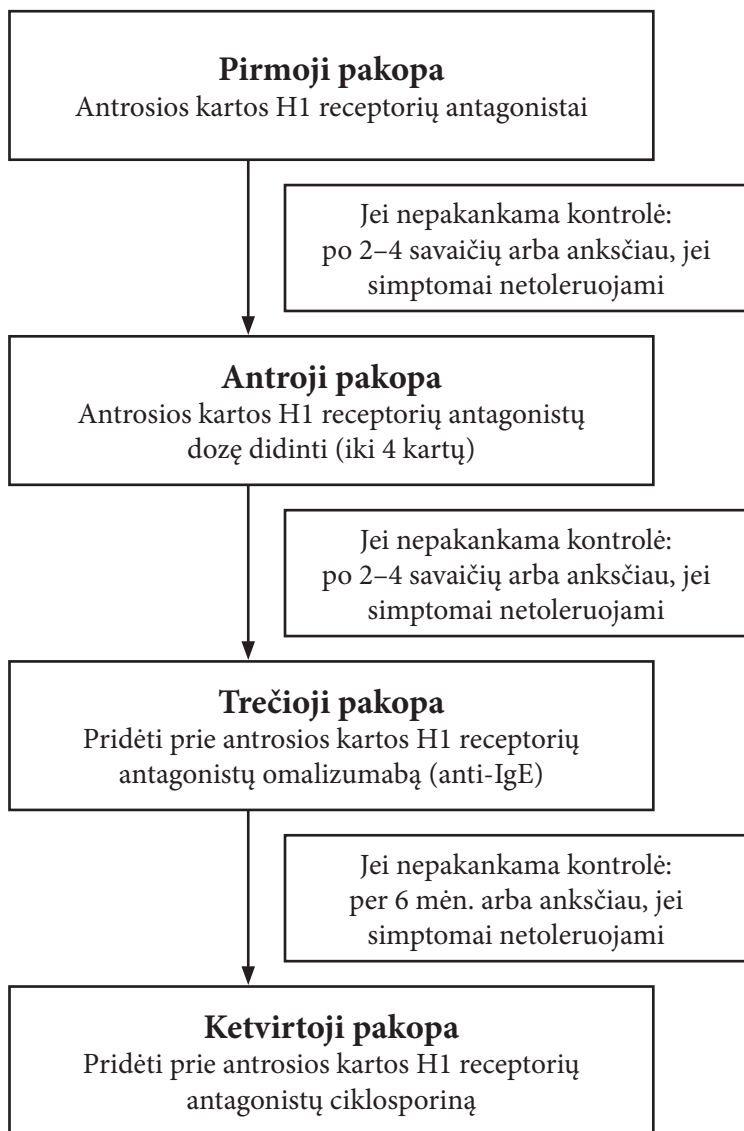 Pirmoji pakopa
Antrosios kartos H1 receptorių antagonistai
Jei nepakankama kontrolė:
po 2–4 savaičių arba anksčiau, jei
simptomai netoleruojami
Antroji pakopa
Antrosios kartos H1 receptorių antagonistų
dozę didinti (iki 4 kartų)
Jei nepakankama kontrolė:
po 2–4 savaičių arba anksčiau, jei
simptomai netoleruojami
Trečioji pakopa
Pridėti prie antrosios kartos H1 receptorių
antagonistų omalizumabą (anti-IgE)
Jei nepakankama kontrolė:
per 6 mėn. arba anksčiau, jei
simptomai netoleruojami
Ketvirtoji pakopa
Pridėti prie antrosios kartos H1 receptorių
antagonistų ciklosporiną